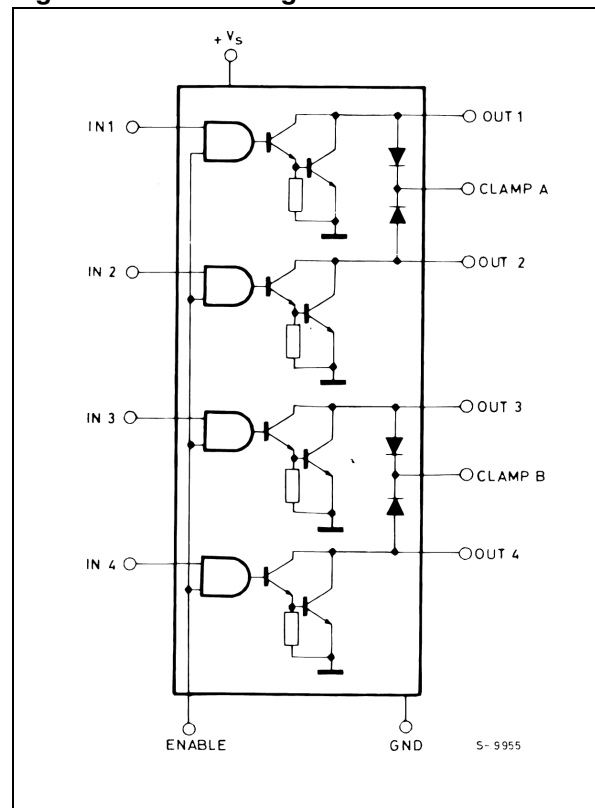 + Vs
IN1
OUT 1
CLAMP A
IN 2
OUT 2
IN 3
OUT 3
CLAMP B
IN 4
OUT 4
ENABLE
GND
S- 9955